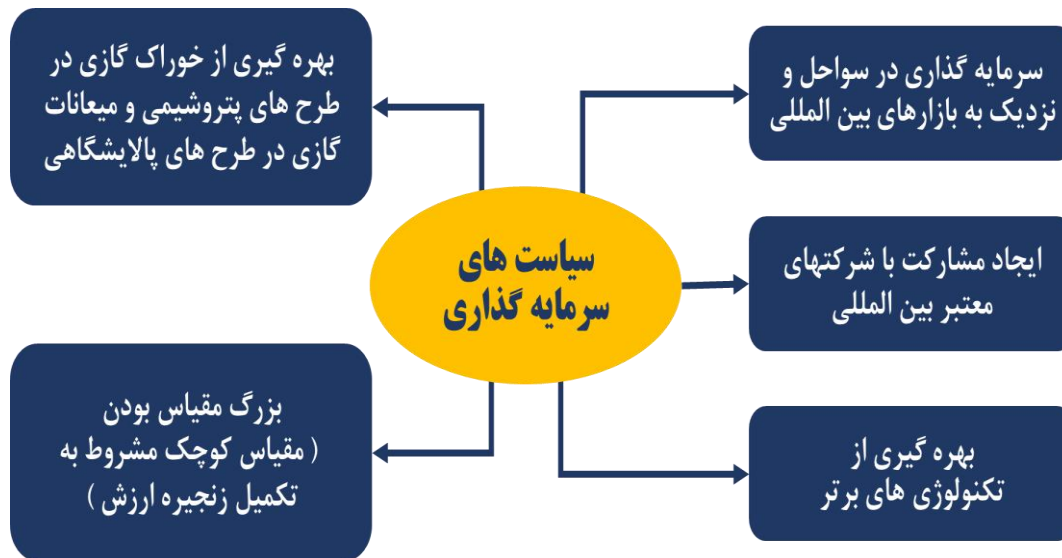 سیاست های
سرمایه گذاری
سرمایه گذاری در سواحل و
نزدیک به بازارهای بین المللی
ایجاد مشارکت با شرکتهای
معتبر بین المللی
بهره گیری از
تکنولوژی های برتر
بهره گیری از خوراک گازی در
طرح های پتروشیمی و میعانات
گازی در طرح های پالایشگاهی
بزرگ مقیاس بودن
( مقیاس کوچک مشروط به
تکمیل زنجیره ارزش )